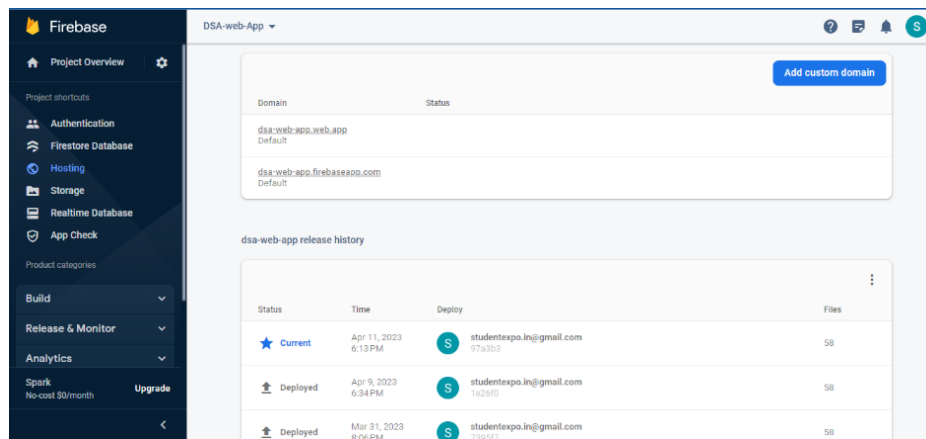 Firebase
DSA-web-App
S
Project Overview
Add custom domain
Project shortcuts
Domain Status
Authentication
dsa-web-app.web.app
Default
Firestore Database
Hosting
dsa-web-app.firebaseapp.com
Default
Storage
Realtime Database
App Check
dsa-web-app release history
Product categories
Build
Status Time Deploy Files
Release & Monitor
Current Apr 11, 2023 6:13 PM S studentexpo.in@gmail.com 58
97a3b3
Analytics
Spark
No-cost $0/month Upgrade
Deployed Apr 9, 2023 6:34 PM S studentexpo.in@gmail.com 58
1e26f0
Deployed Mar 31, 2023 8:06 PM S studentexpo.in@gmail.com 58